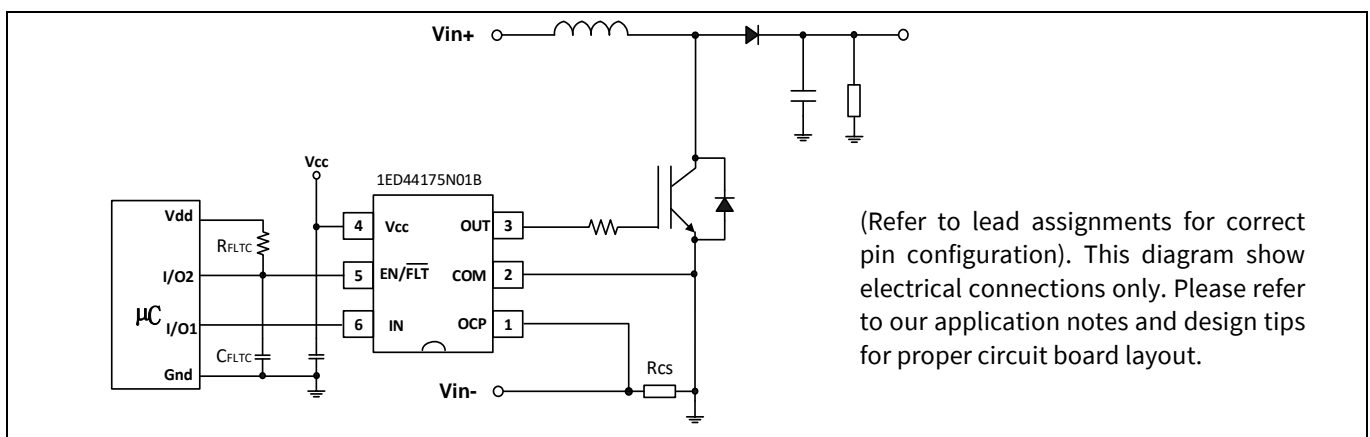 Vin+
Vcc
1ED44175N01B
Vdd
RFLTC
I/O2
μC
I/O1
CFLTC
Gnd
4 Vcc OUT 3
5 EN/FLT COM 2
6 IN OCP 1
Vin-
Rcs
(Refer to lead assignments for correct
pin configuration). This diagram show
electrical connections only. Please refer
to our application notes and design tips
for proper circuit board layout.